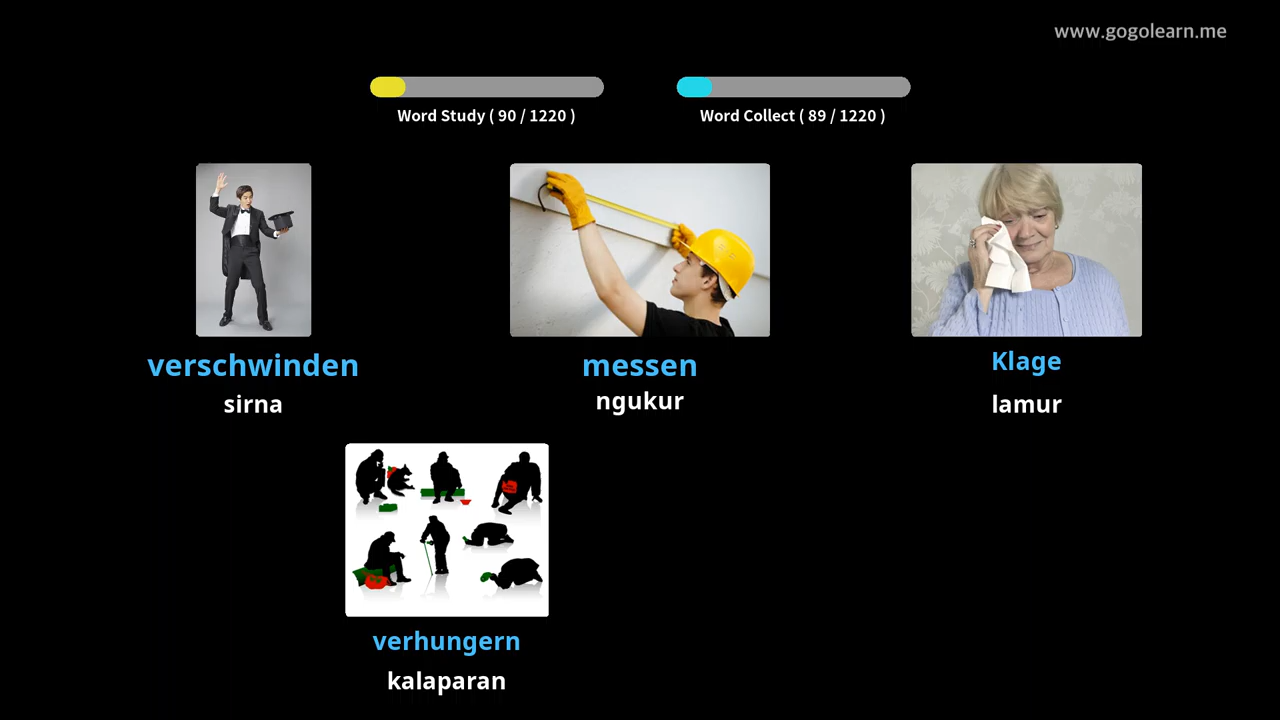 www.gogolearn.me
Word Study ( 90 / 1220 )
Word Collect ( 89 / 1220 )
verschwinden
sirna
messen
ngukur
Klage
lamur
verhungern
kalaparan